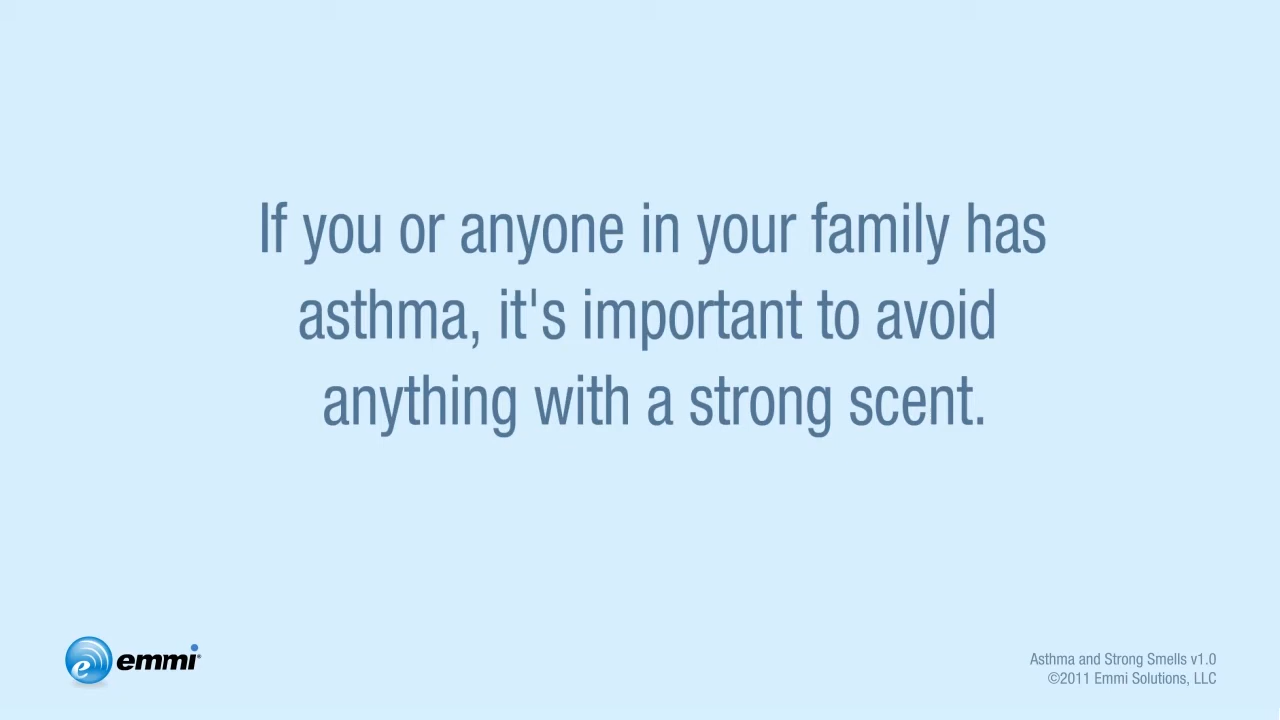 If you or anyone in your family has
asthma, it's important to avoid
anything with a strong scent.
e emmi®
Asthma and Strong Smells v1.0
©2011 Emmi Solutions, LLC